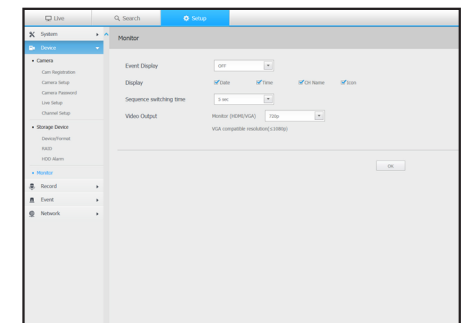 Live
Search
Setup
System
Device
Camera
Cam Registration
Camera Setup
Camera Password
Live Setup
Channel Setup
Storage Device
Device/Format
RAID
HDD Alarm
Monitor
Record
Event
Network
Monitor
Event Display OFF
Display Date Time CH Name Icon
Sequence switching time 5 sec
Video Output Monitor (HDMI/VGA) 720p
VGA compatible resolution(≤1080p)
OK